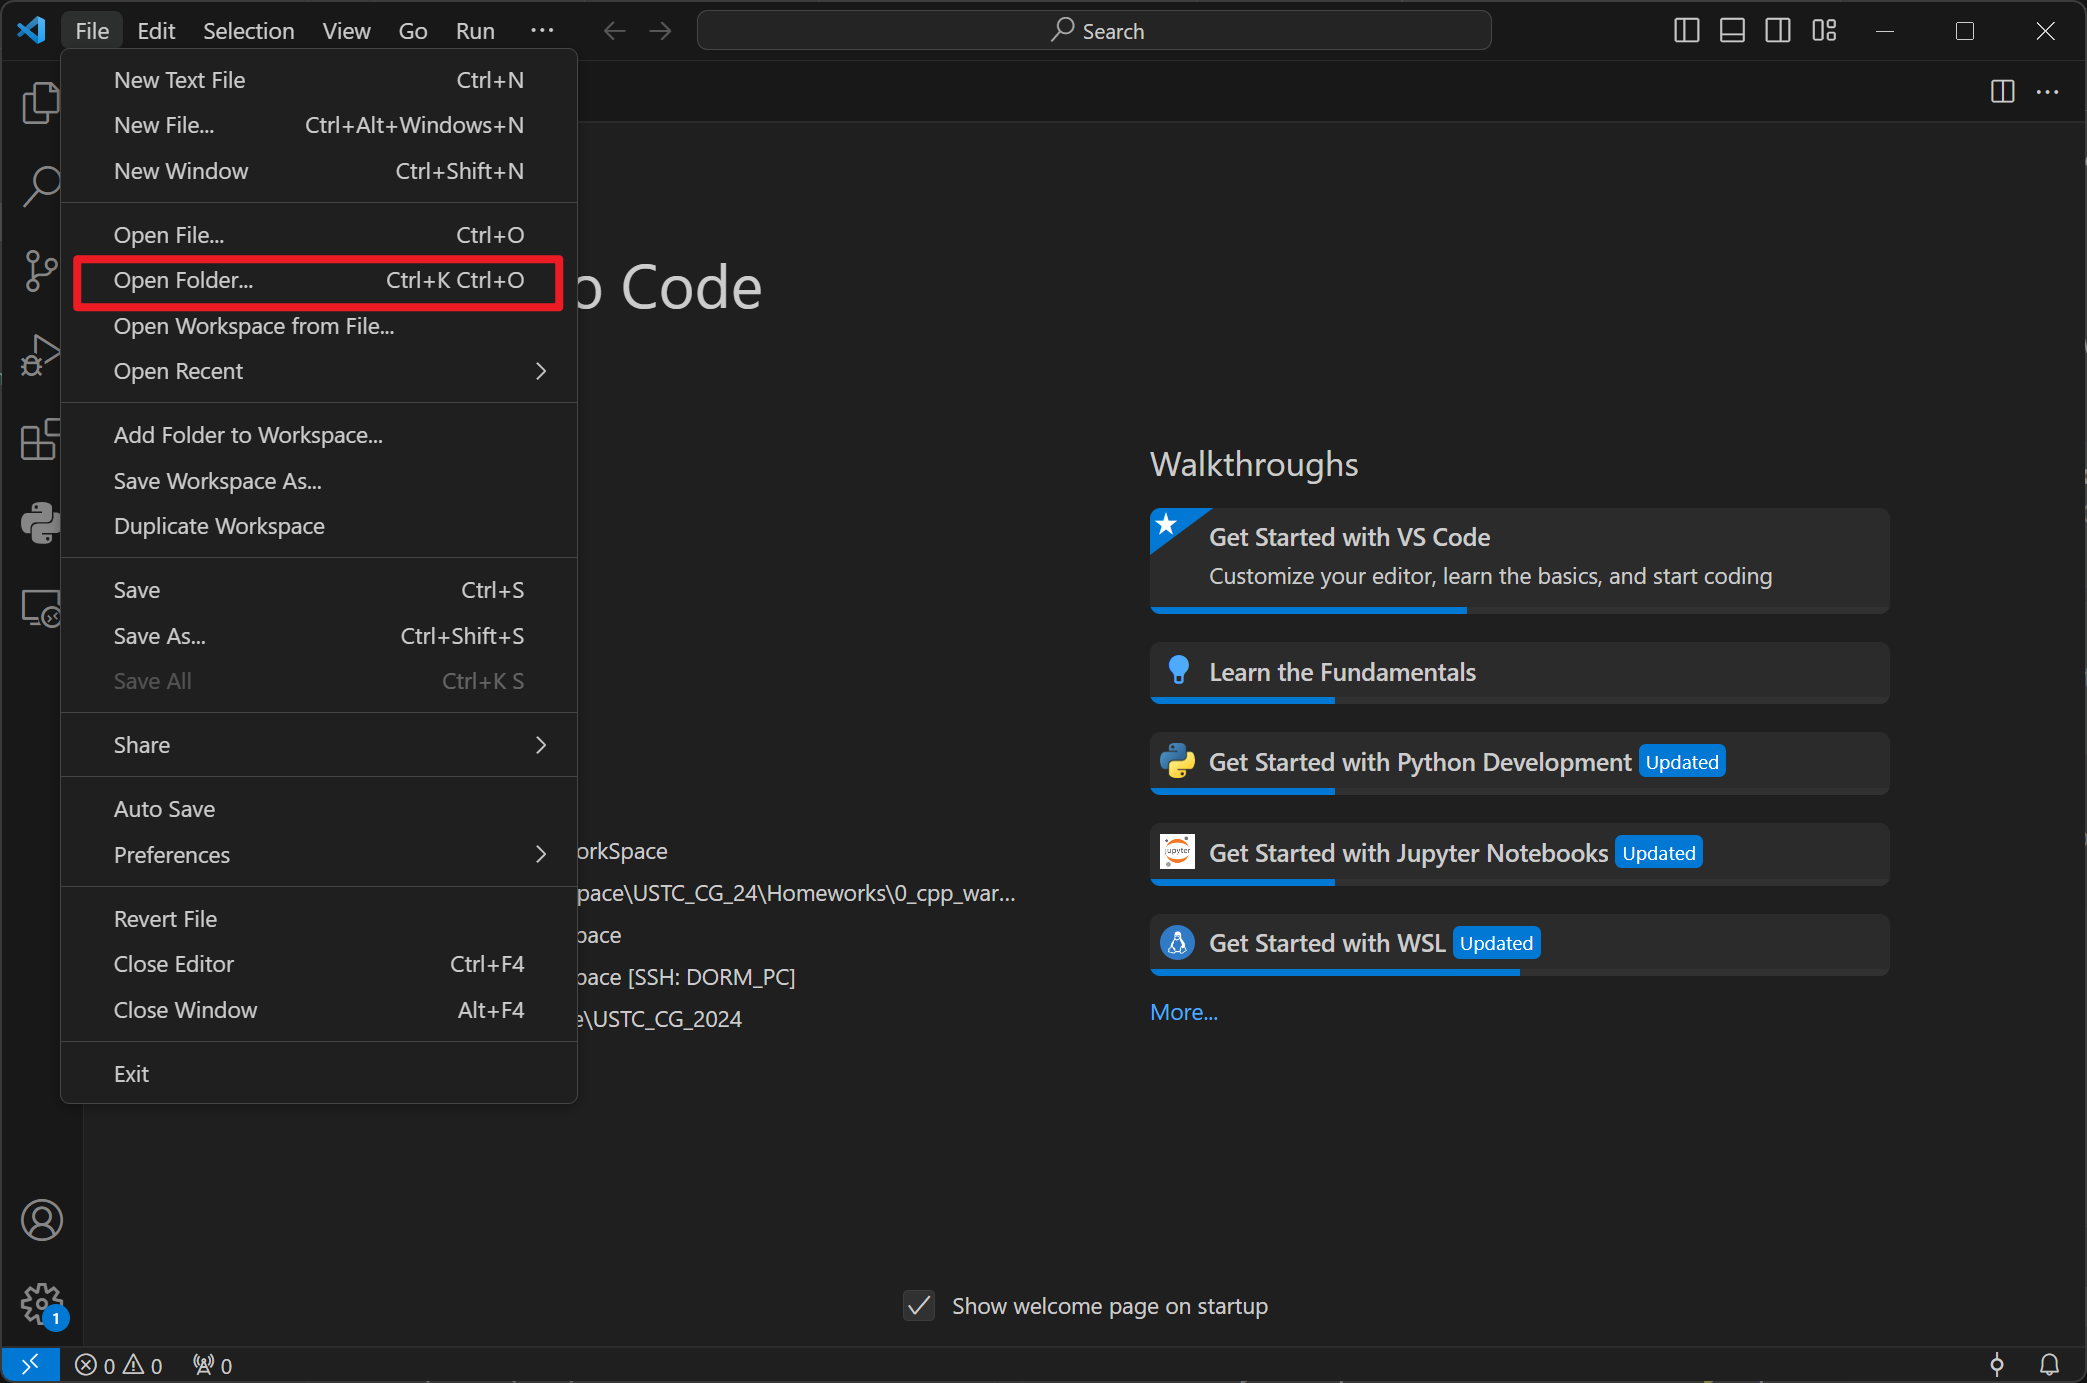 File Edit Selection View Go Run ... Search
New Text File Ctrl+N
New File... Ctrl+Alt+Windows+N
New Window Ctrl+Shift+N
Open File... Ctrl+O
Open Folder... Ctrl+K Ctrl+O
Open Workspace from File...
Open Recent
Add Folder to Workspace...
Save Workspace As...
Duplicate Workspace
Save Ctrl+S
Save As... Ctrl+Shift+S
Save All Ctrl+K S
Share
Auto Save
Preferences
Revert File
Close Editor Ctrl+F4
Close Window Alt+F4
Exit
o Code
orkSpace
pace\USTC_CG_24\Homeworks\0_cpp_war...
pace
pace [SSH: DORM_PC]
e\USTC_CG_2024
Walkthroughs
Get Started with VS Code
Customize your editor, learn the basics, and start coding
Learn the Fundamentals
Get Started with Python Development Updated
jupyter
Get Started with Jupyter Notebooks Updated
Get Started with WSL Updated
More...
Show welcome page on startup
1
0 0 0